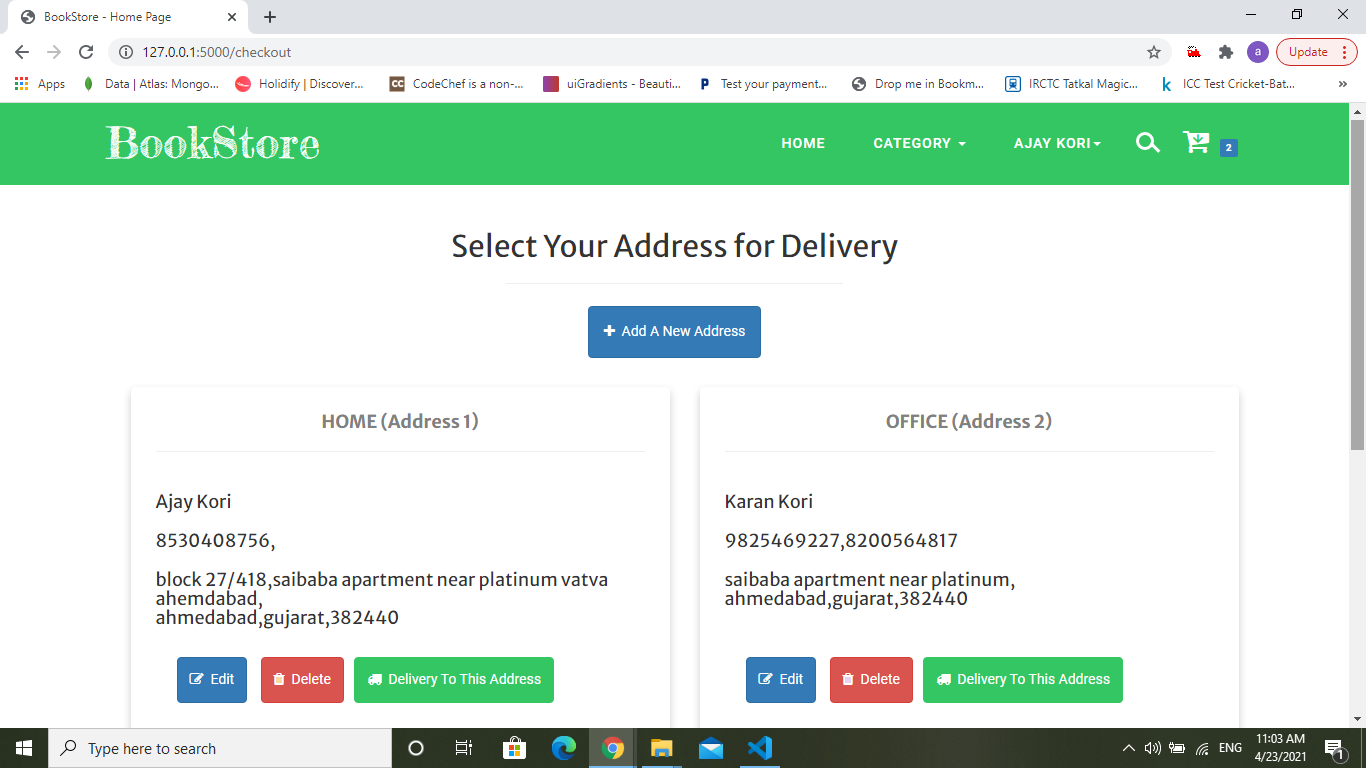 BookStore - Home Page
127.0.0.1:5000/checkout
a
Update
Apps
Data | Atlas: Mongo...
Holidify | Discover...
CC
CodeChef is a non-...
uiGradients - Beauti...
P
Test your payment...
Drop me in Bookm...
IRCTC Tatkal Magic...
k
ICC Test Cricket-Bat...
»
BookStore
HOME
CATEGORY
AJAY KORI
2
Select Your Address for Delivery
Add A New Address
HOME (Address 1)
Ajay Kori
8530408756,
block 27/418,saibaba apartment near platinum vatva
ahemdabad,
ahmedabad,gujarat,382440
Edit
Delete
Delivery To This Address
OFFICE (Address 2)
Karan Kori
9825469227,8200564817
saibaba apartment near platinum,
ahmedabad,gujarat,382440
Edit
Delete
Delivery To This Address
Type here to search
ENG
11:03 AM
4/23/2021
1